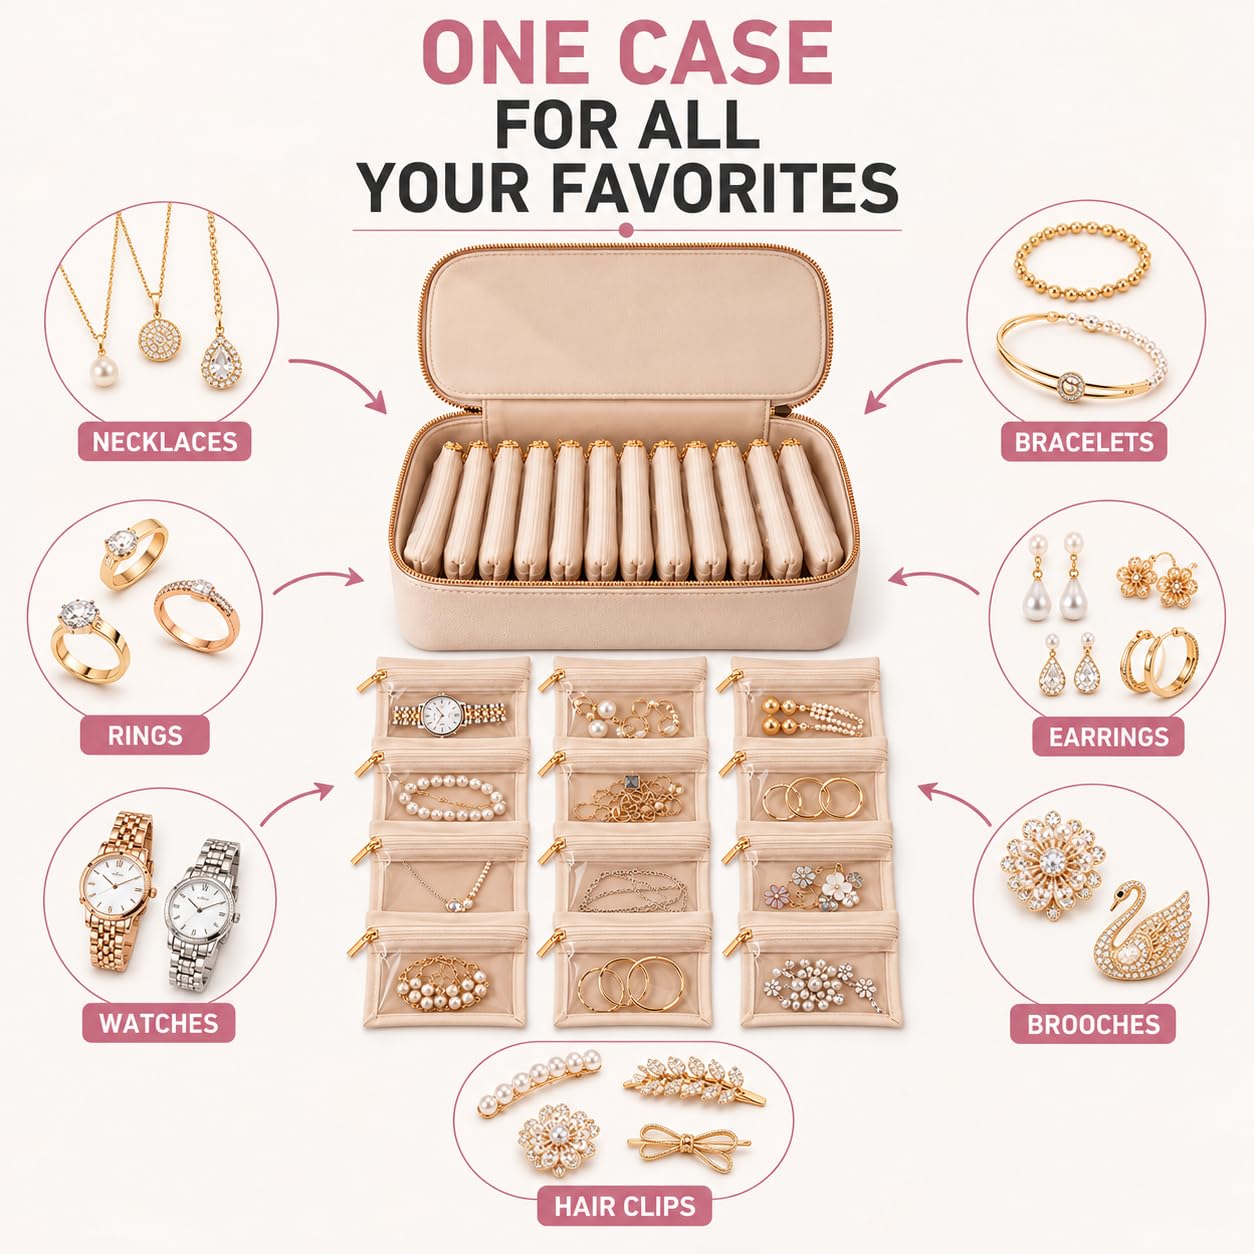 ONE CASE
FOR ALL
YOUR FAVORITES
NECKLACES
BRACELETS
RINGS
EARRINGS
WATCHES
BROOCHES
HAIR CLIPS